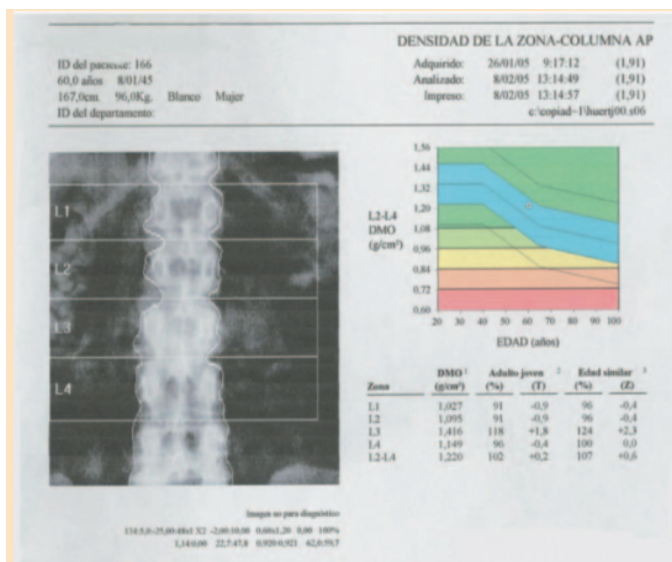 DENSIDAD DE LA ZONA-COLUMNA AP
ID del paciente: 166
60,0 años 8/01/45
167,0cm 96,0Kg. Blanco Mujer
ID del departamento:
Adquirido: 26/01/05 9:17:12 (1,91)
Analizado: 8/02/05 13:14:49 (1,91)
Impreso: 8/02/05 13:14:57 (1,91)
c:\copiad~1\huertj00.s06
L1
L2
L3
L4
L2-L4
DMO
(g/cm²)
1,56
1,44
1,32
1,20
1,08
0,96
0,84
0,72
0,60
20 30 40 50 60 70 80 90 100
EDAD (años)
DMO ¹ Adulto joven ² Edad similar ³
Zona (g/cm²) (%) (T) (%) (Z)
L1 1,027 91 -0,9 96 -0,4
L2 1,095 91 -0,9 96 -0,4
L3 1,416 118 +1,8 124 +2,3
L4 1,149 96 -0,4 100 0,0
L2-L4 1,220 102 +0,2 107 +0,6
Imagen no para diagnóstico